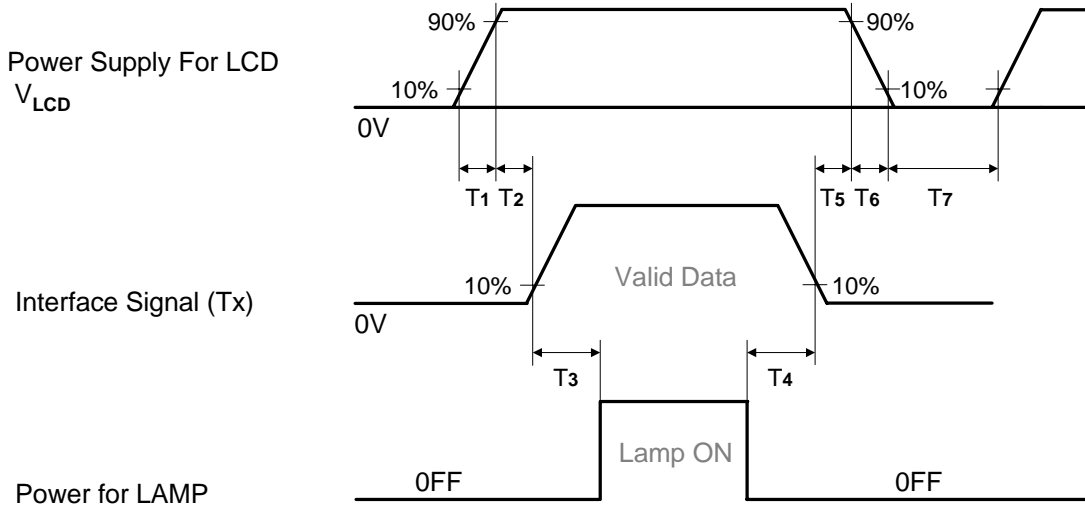 90%
90%
Power Supply For LCD
VLCD
10%
10%
0V
T1 T2
T5 T6 T7
Valid Data
10%
10%
Interface Signal (Tx)
0V
T3
T4
Lamp ON
0FF
0FF
Power for LAMP